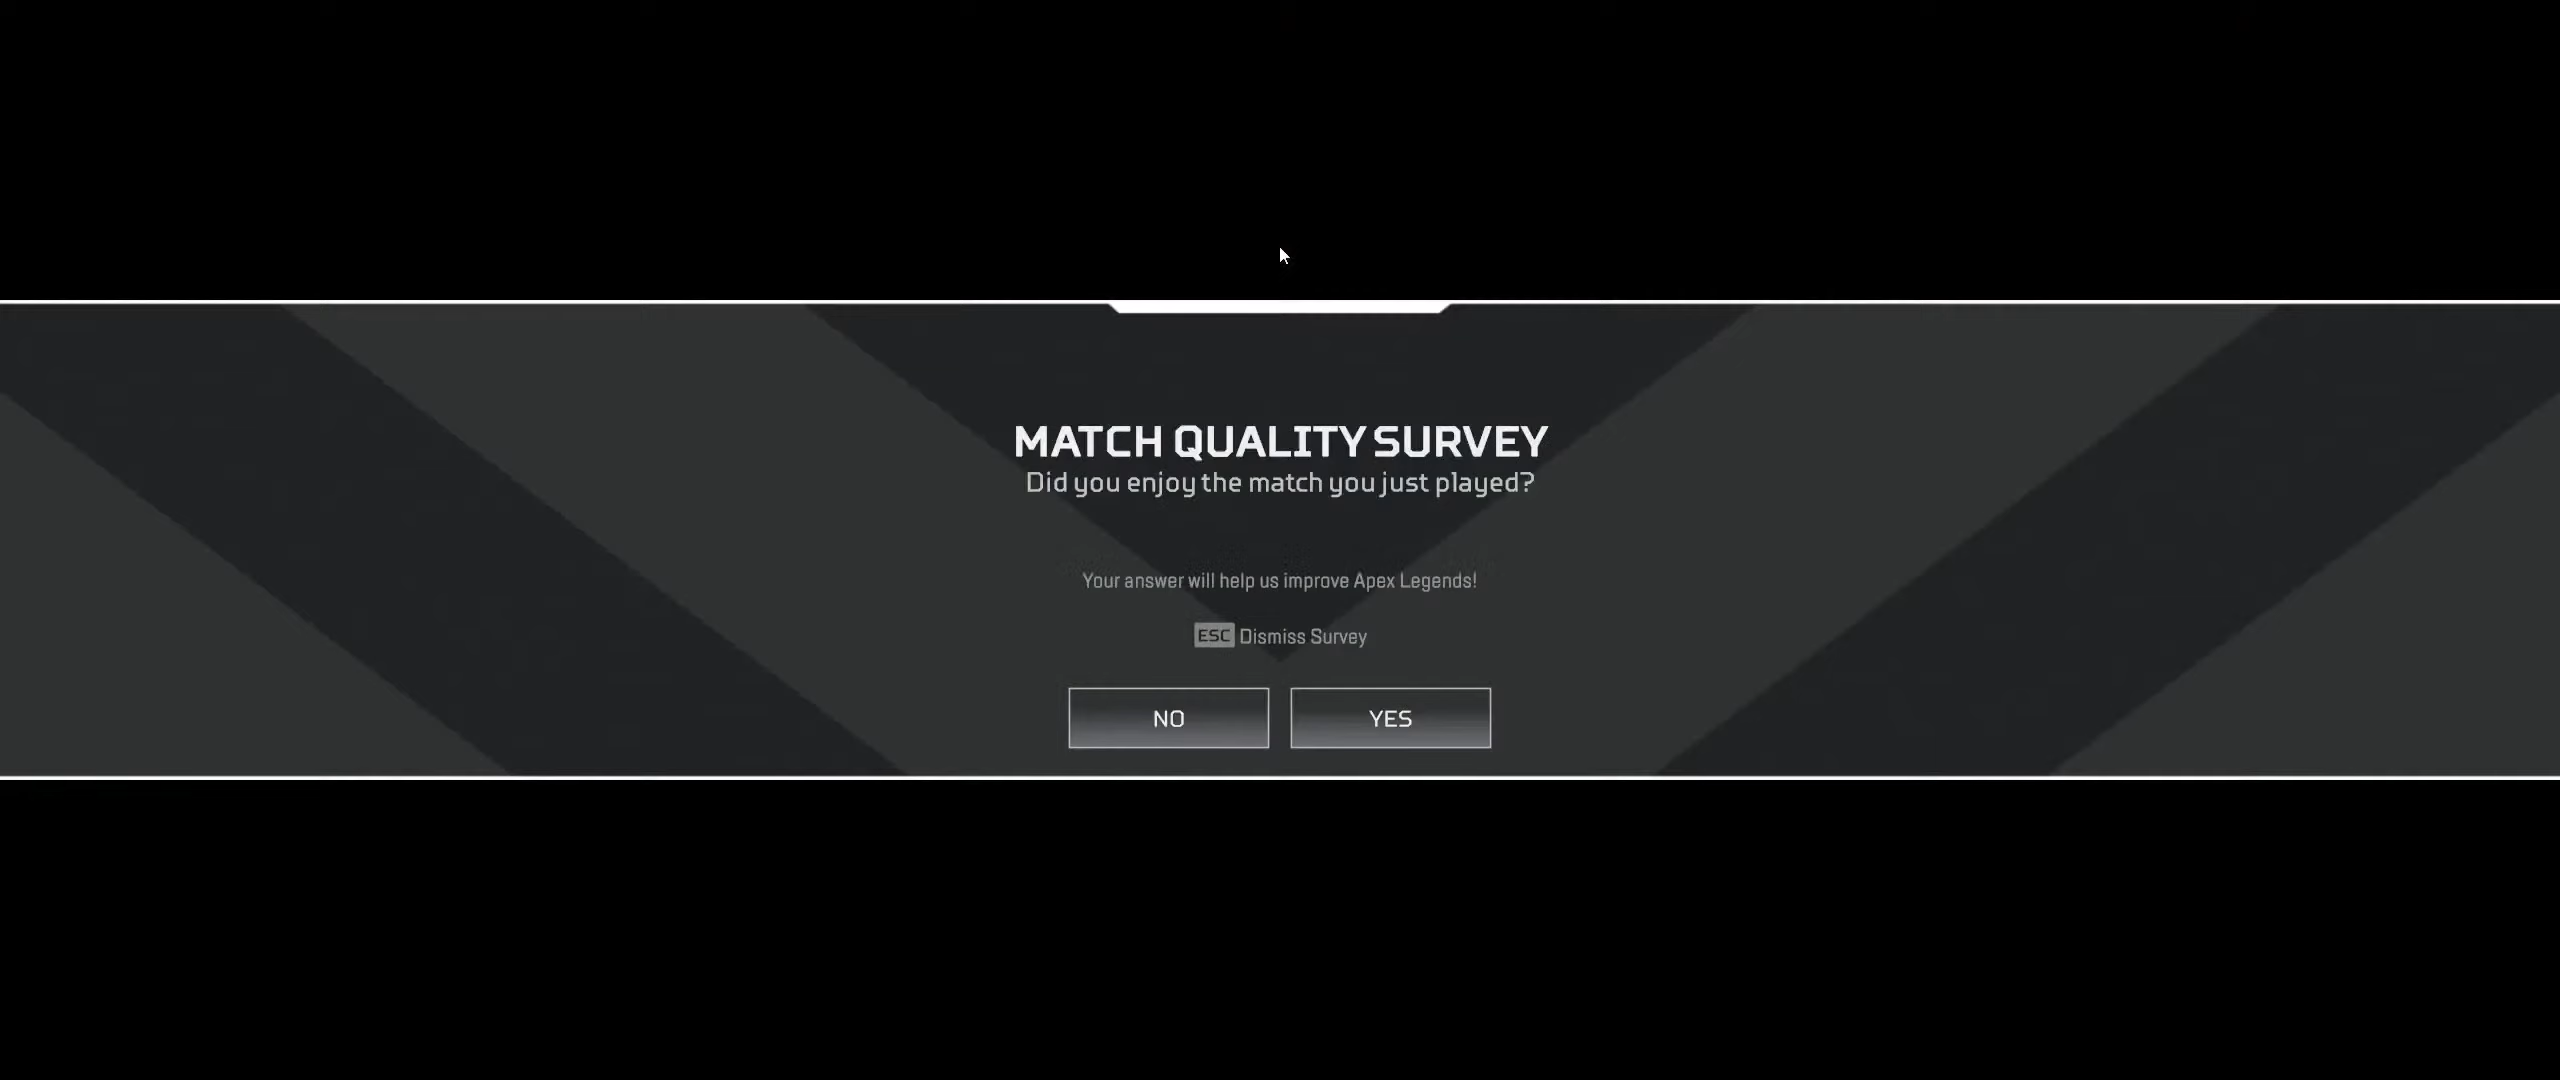 MATCH QUALITY SURVEY
Did you enjoy the match you just played?
Your answer will help us improve Apex Legends!
ESC Dismiss Survey
NO YES